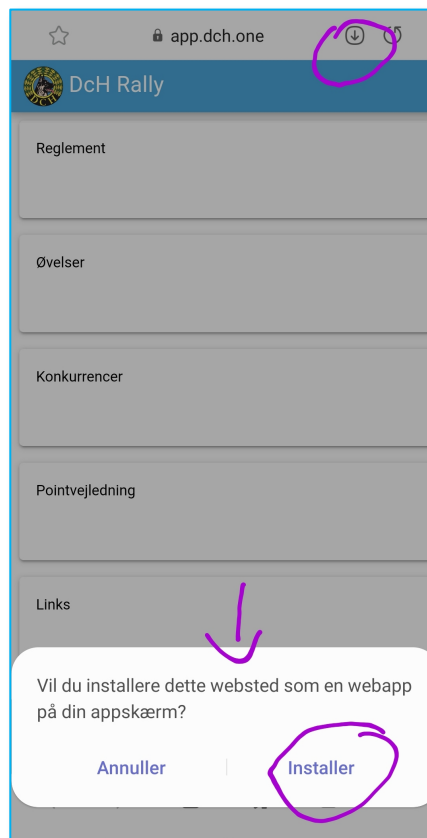 app.dch.one
DCH
DcH Rally
Reglement
Øvelser
Konkurrencer
Pointvejledning
Links
Vil du installere dette websted som en webapp
på din appskærm?
Annuller
Installer